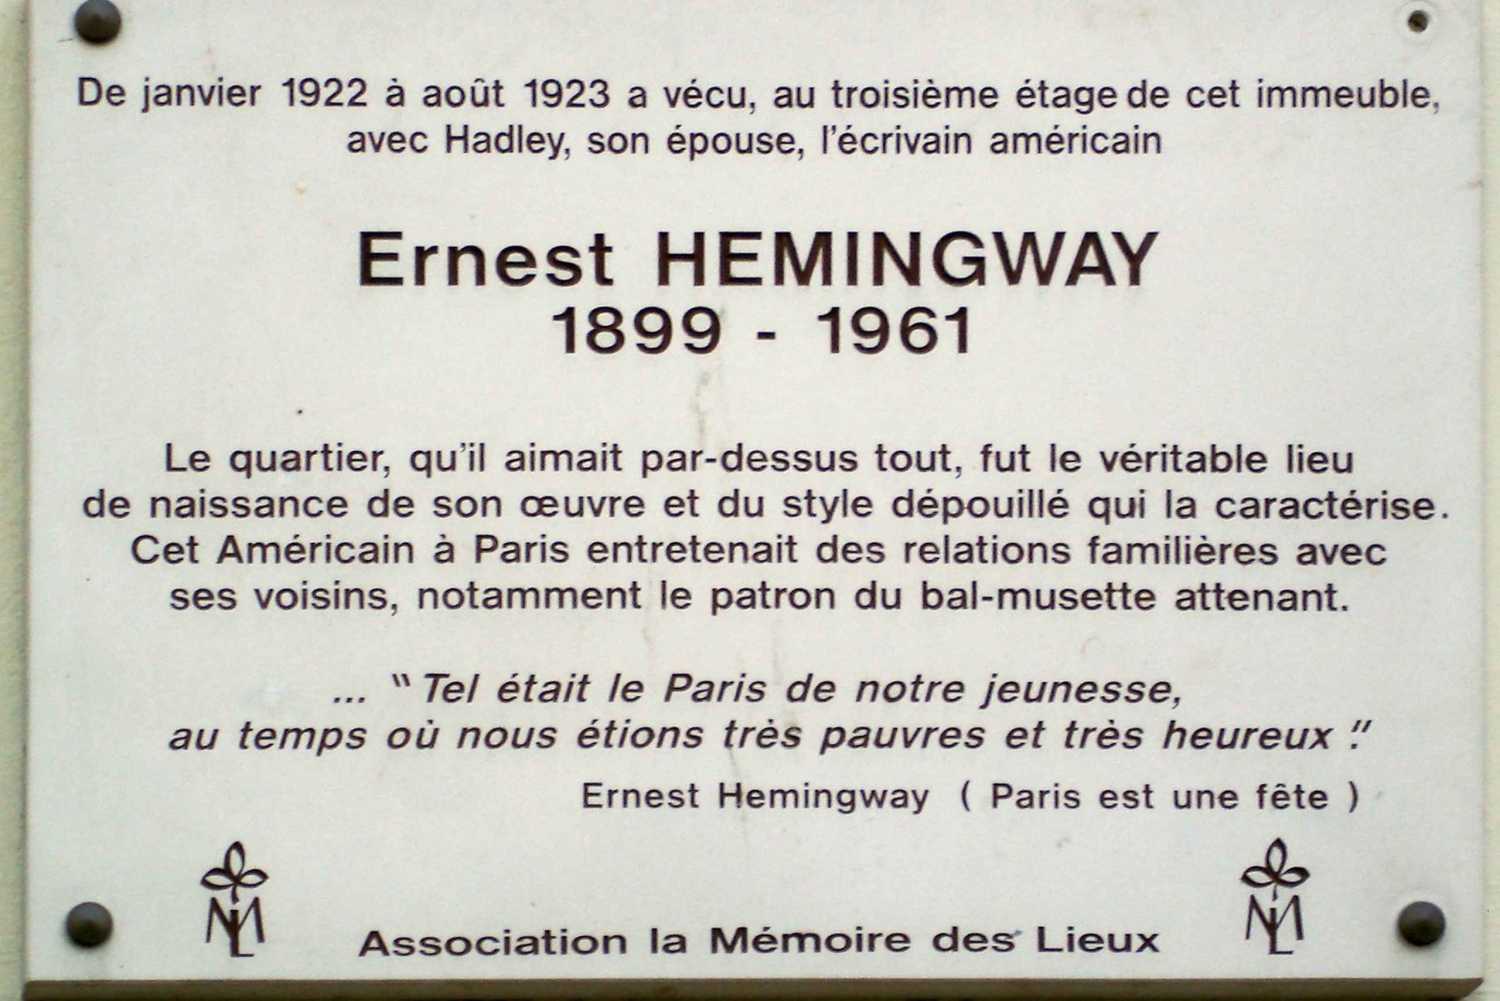 De janvier 1922 à août 1923 a vécu, au troisième étage de cet immeuble,
avec Hadley, son épouse, l'écrivain américain
Ernest HEMINGWAY
1899 - 1961
Le quartier, qu'il aimait par-dessus tout, fut le véritable lieu
de naissance de son œuvre et du style dépouillé qui la caractérise.
Cet Américain à Paris entretenait des relations familières avec
ses voisins, notamment le patron du bal-musette attenant.
... "Tel était le Paris de notre jeunesse,
au temps où nous étions très pauvres et très heureux."
Ernest Hemingway ( Paris est une fête )
Association la Mémoire des Lieux